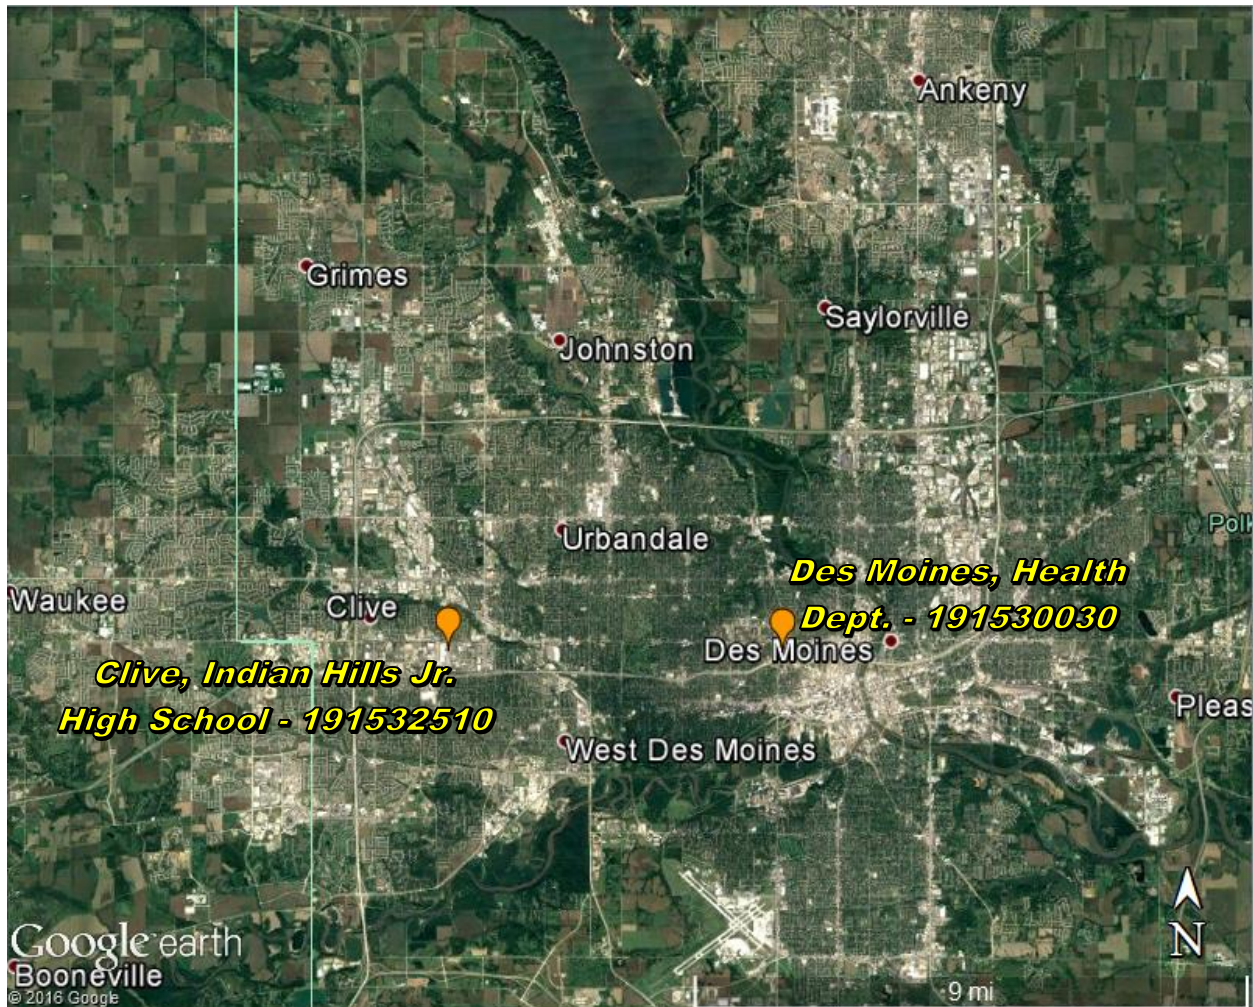 Ankeny
Grimes
Saylorville
Johnston
Polk
Urbandale
Des Moines, Health
Dept. - 191530030
Waukee
Clive
Des Moines
Clive, Indian Hills Jr.
High School - 191532510
Pleas
West Des Moines
N
Google earth
Booneville
9 mi
© 2016 Google